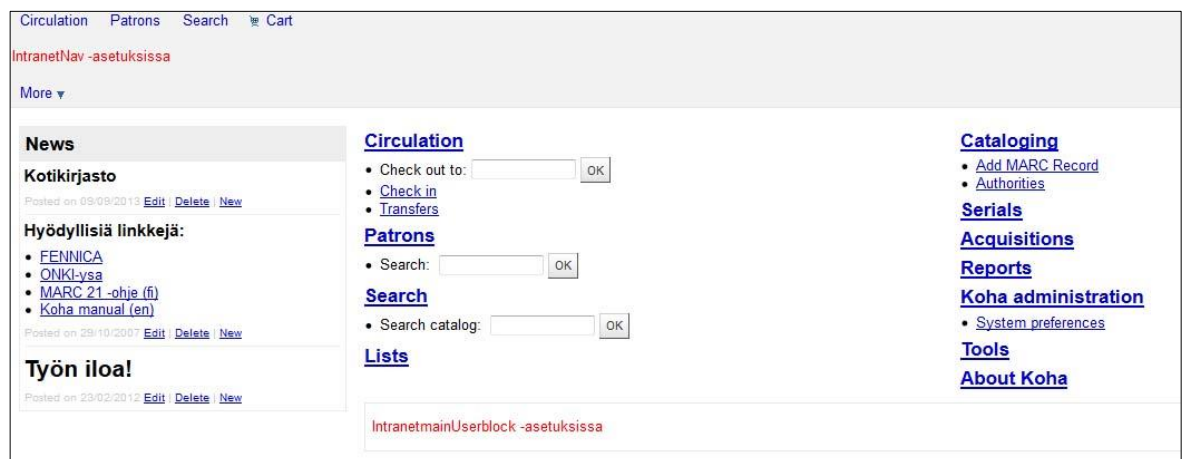 Circulation Patrons Search Cart
IntranetNav -asetuksissa
More
News
Kotikirjasto
Posted on 09/09/2013 Edit | Delete | New
Hyödyllisiä linkkejä:
• FENNICA
• ONKI-ysa
• MARC 21 -ohje (fi)
• Koha manual (en)
Posted on 29/10/2007 Edit | Delete | New
Työn iloa!
Posted on 23/02/2012 Edit | Delete | New
Circulation
• Check out to: OK
• Check in
• Transfers
Patrons
• Search: OK
Search
• Search catalog: OK
Lists
Cataloging
• Add MARC Record
• Authorities
Serials
Acquisitions
Reports
Koha administration
• System preferences
Tools
About Koha
IntranetmainUserblock -asetuksissa